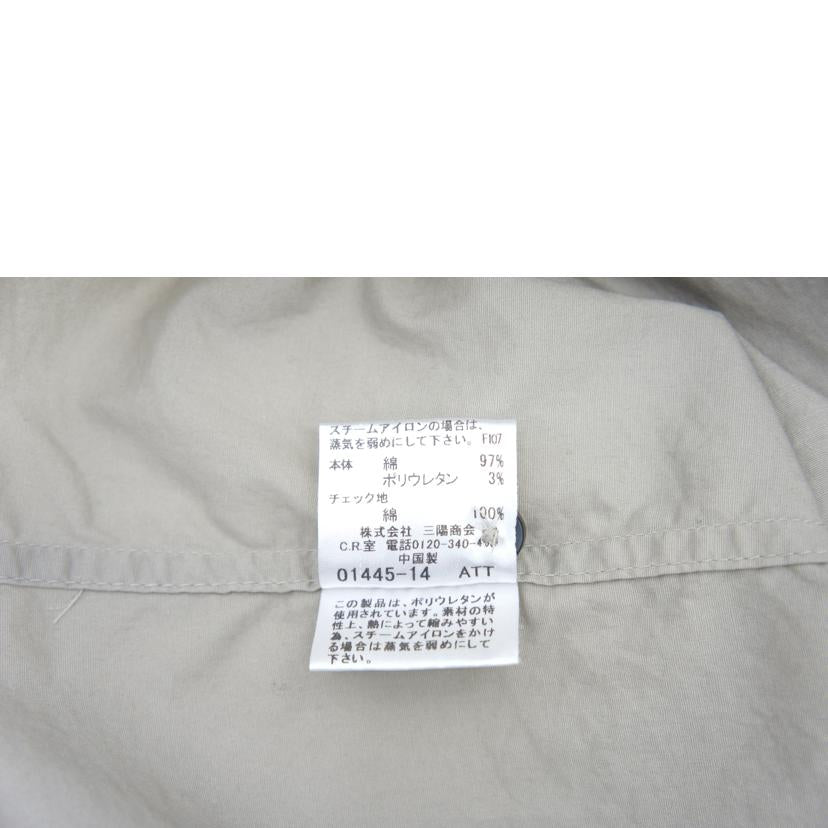 スチームアイロンの場合は、
蒸気を弱めにして下さい。 F107
本体 綿 97%
ポリウレタン 3%
チェック地
綿 100%
株式会社 三陽商会
C.R.室 電話0120-340-4
中国製
01445-14 ATT
この製品は、ポリウレタンが
使用されています。素材の特
性上、熱によって縮みやすい
為、スチームアイロンをかけ
る場合は蒸気を弱めにして
下さい。